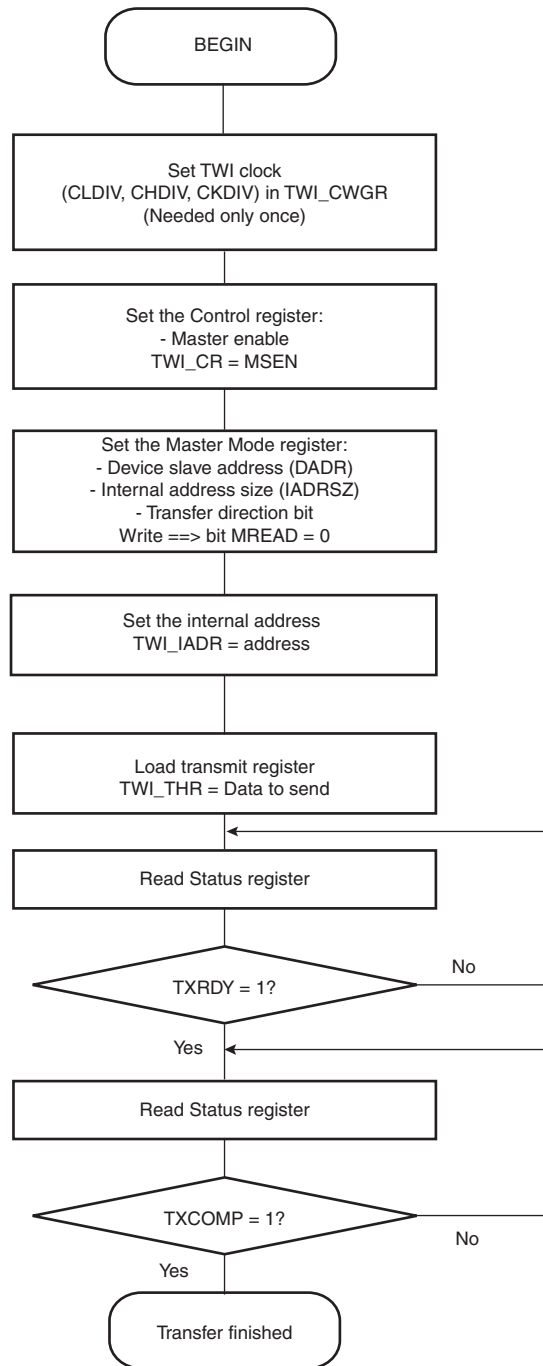 BEGIN
Set TWI clock
(CLDIV, CHDIV, CKDIV) in TWI_CWGR
(Needed only once)
Set the Control register:
- Master enable
TWI_CR = MSEN
Set the Master Mode register:
- Device slave address (DADR)
- Internal address size (IADRSZ)
- Transfer direction bit
Write ==> bit MREAD = 0
Set the internal address
TWI_IADR = address
Load transmit register
TWI_THR = Data to send
Read Status register
TXRDY = 1?
No
Yes
Read Status register
TXCOMP = 1?
No
Yes
Transfer finished